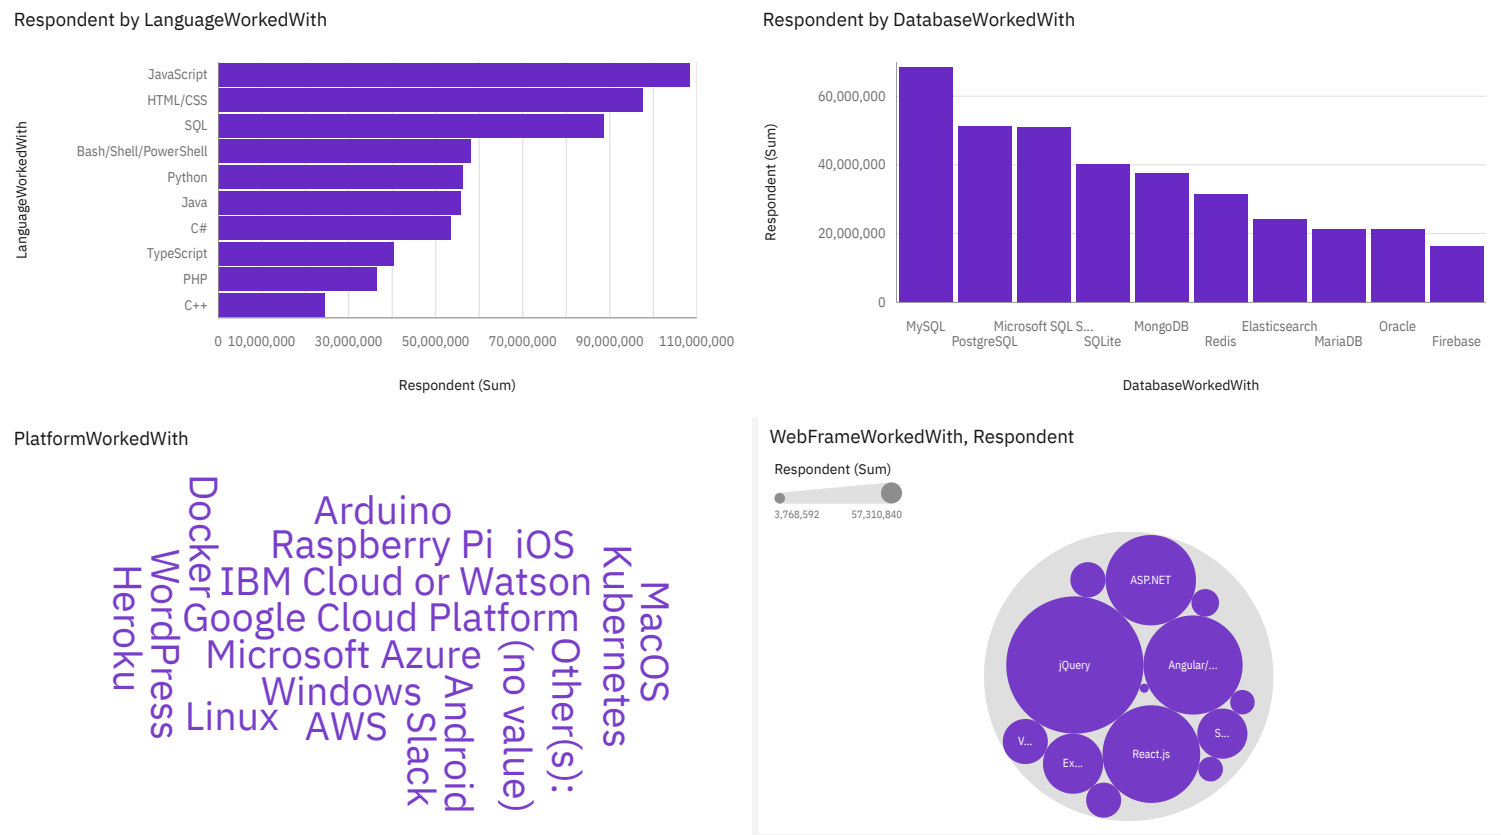 Respondent by LanguageWorkedWith
LanguageWorkedWith
JavaScript
HTML/CSS
SQL
Bash/Shell/PowerShell
Python
Java
C#
TypeScript
PHP
C++
0 10,000,000 30,000,000 50,000,000 70,000,000 90,000,000 110,000,000
Respondent (Sum)
Respondent by DatabaseWorkedWith
Respondent (Sum)
60,000,000
40,000,000
20,000,000
0
MySQL Microsoft SQL S... MongoDB Elasticsearch Oracle
PostgreSQL SQLite Redis MariaDB Firebase
DatabaseWorkedWith
PlatformWorkedWith
Docker
Arduino
Raspberry Pi
iOS
IBM Cloud or Watson
Google Cloud Platform
Microsoft Azure
Windows
Linux
AWS
Heroku
WordPress
Slack
Android
(no value)
Other(s):
Kubernetes
MacOS
WebFrameWorkedWith, Respondent
Respondent (Sum)
3,768,592 57,310,840
ASP.NET
jQuery
Angular/...
V...
Ex...
React.js
S...